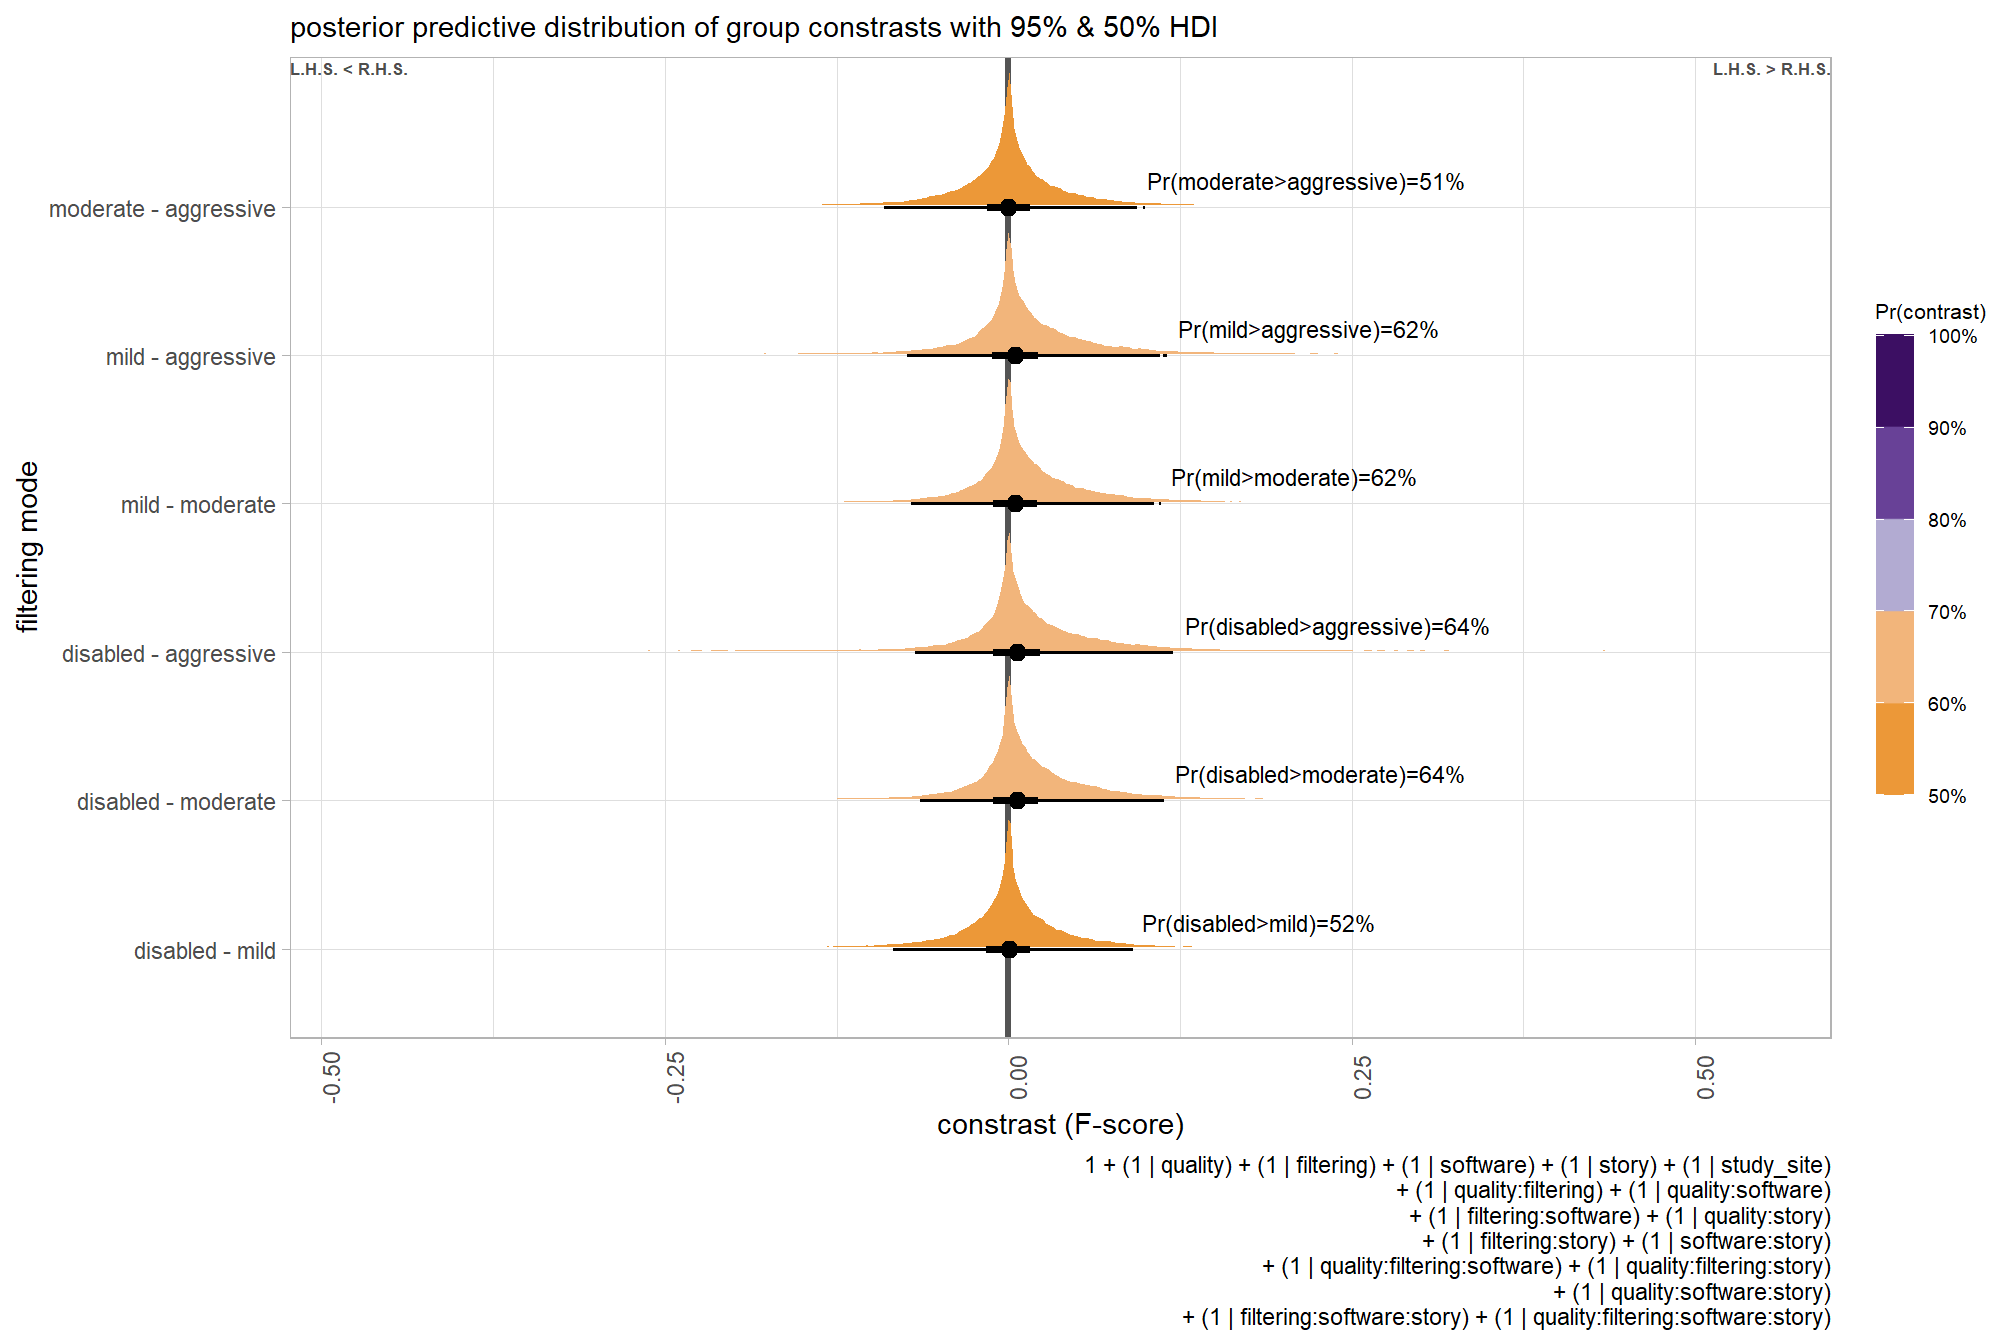 posterior predictive distribution of group constrasts with 95% & 50% HDI
L.H.S. < R.H.S.
L.H.S. > R.H.S.
filtering mode
moderate - aggressive
Pr(moderate>aggressive)=51%
mild - aggressive
Pr(mild>aggressive)=62%
mild - moderate
Pr(mild>moderate)=62%
disabled - aggressive
Pr(disabled>aggressive)=64%
disabled - moderate
Pr(disabled>moderate)=64%
disabled - mild
Pr(disabled>mild)=52%
Pr(contrast)
100%
90%
80%
70%
60%
50%
-0.50
-0.25
0.00
0.25
0.50
constrast (F-score)
1 + (1 | quality) + (1 | filtering) + (1 | software) + (1 | story) + (1 | study_site)
+ (1 | quality:filtering) + (1 | quality:software)
+ (1 | filtering:software) + (1 | quality:story)
+ (1 | filtering:story) + (1 | software:story)
+ (1 | quality:filtering:software) + (1 | quality:filtering:story)
+ (1 | quality:software:story)
+ (1 | filtering:software:story) + (1 | quality:filtering:software:story)